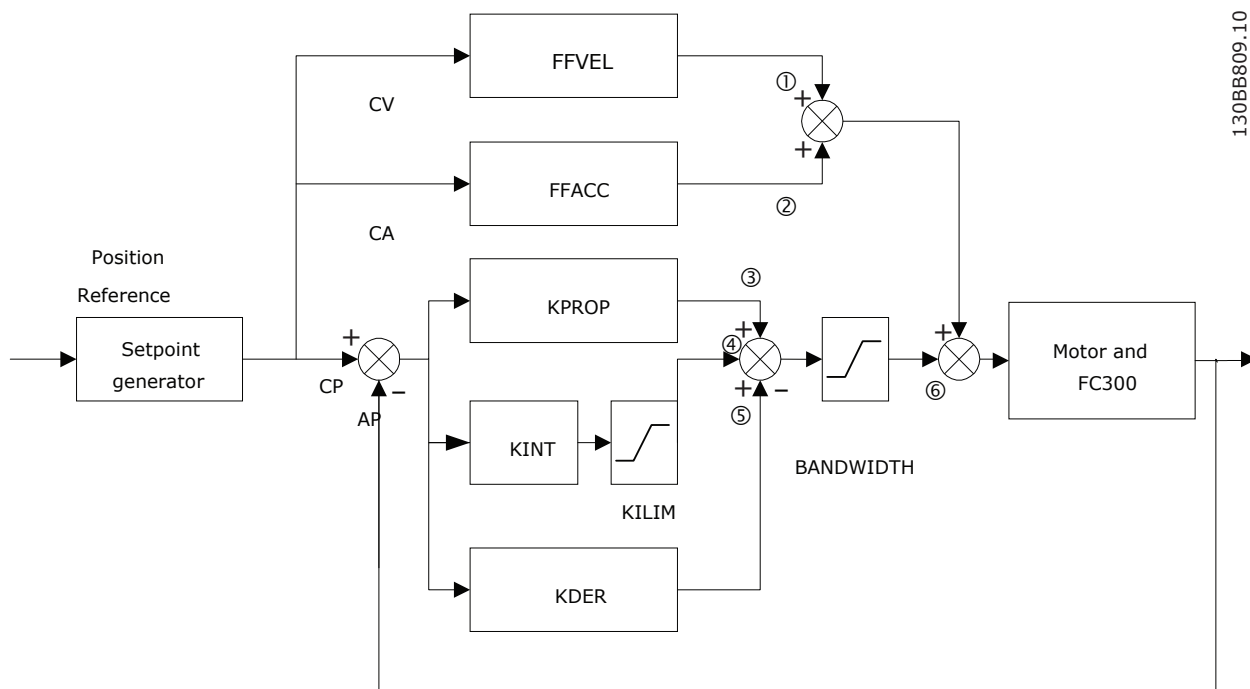 130BB809.10
FFVEL
①
+
CV
+
FFACC
②
CA
Position
Reference
③
KPROP
Setpoint
generator
+
CP
-
AP
+
④
+
-
⑤
+
⑥
Motor and
FC300
KINT
BANDWIDTH
KILIM
KDER